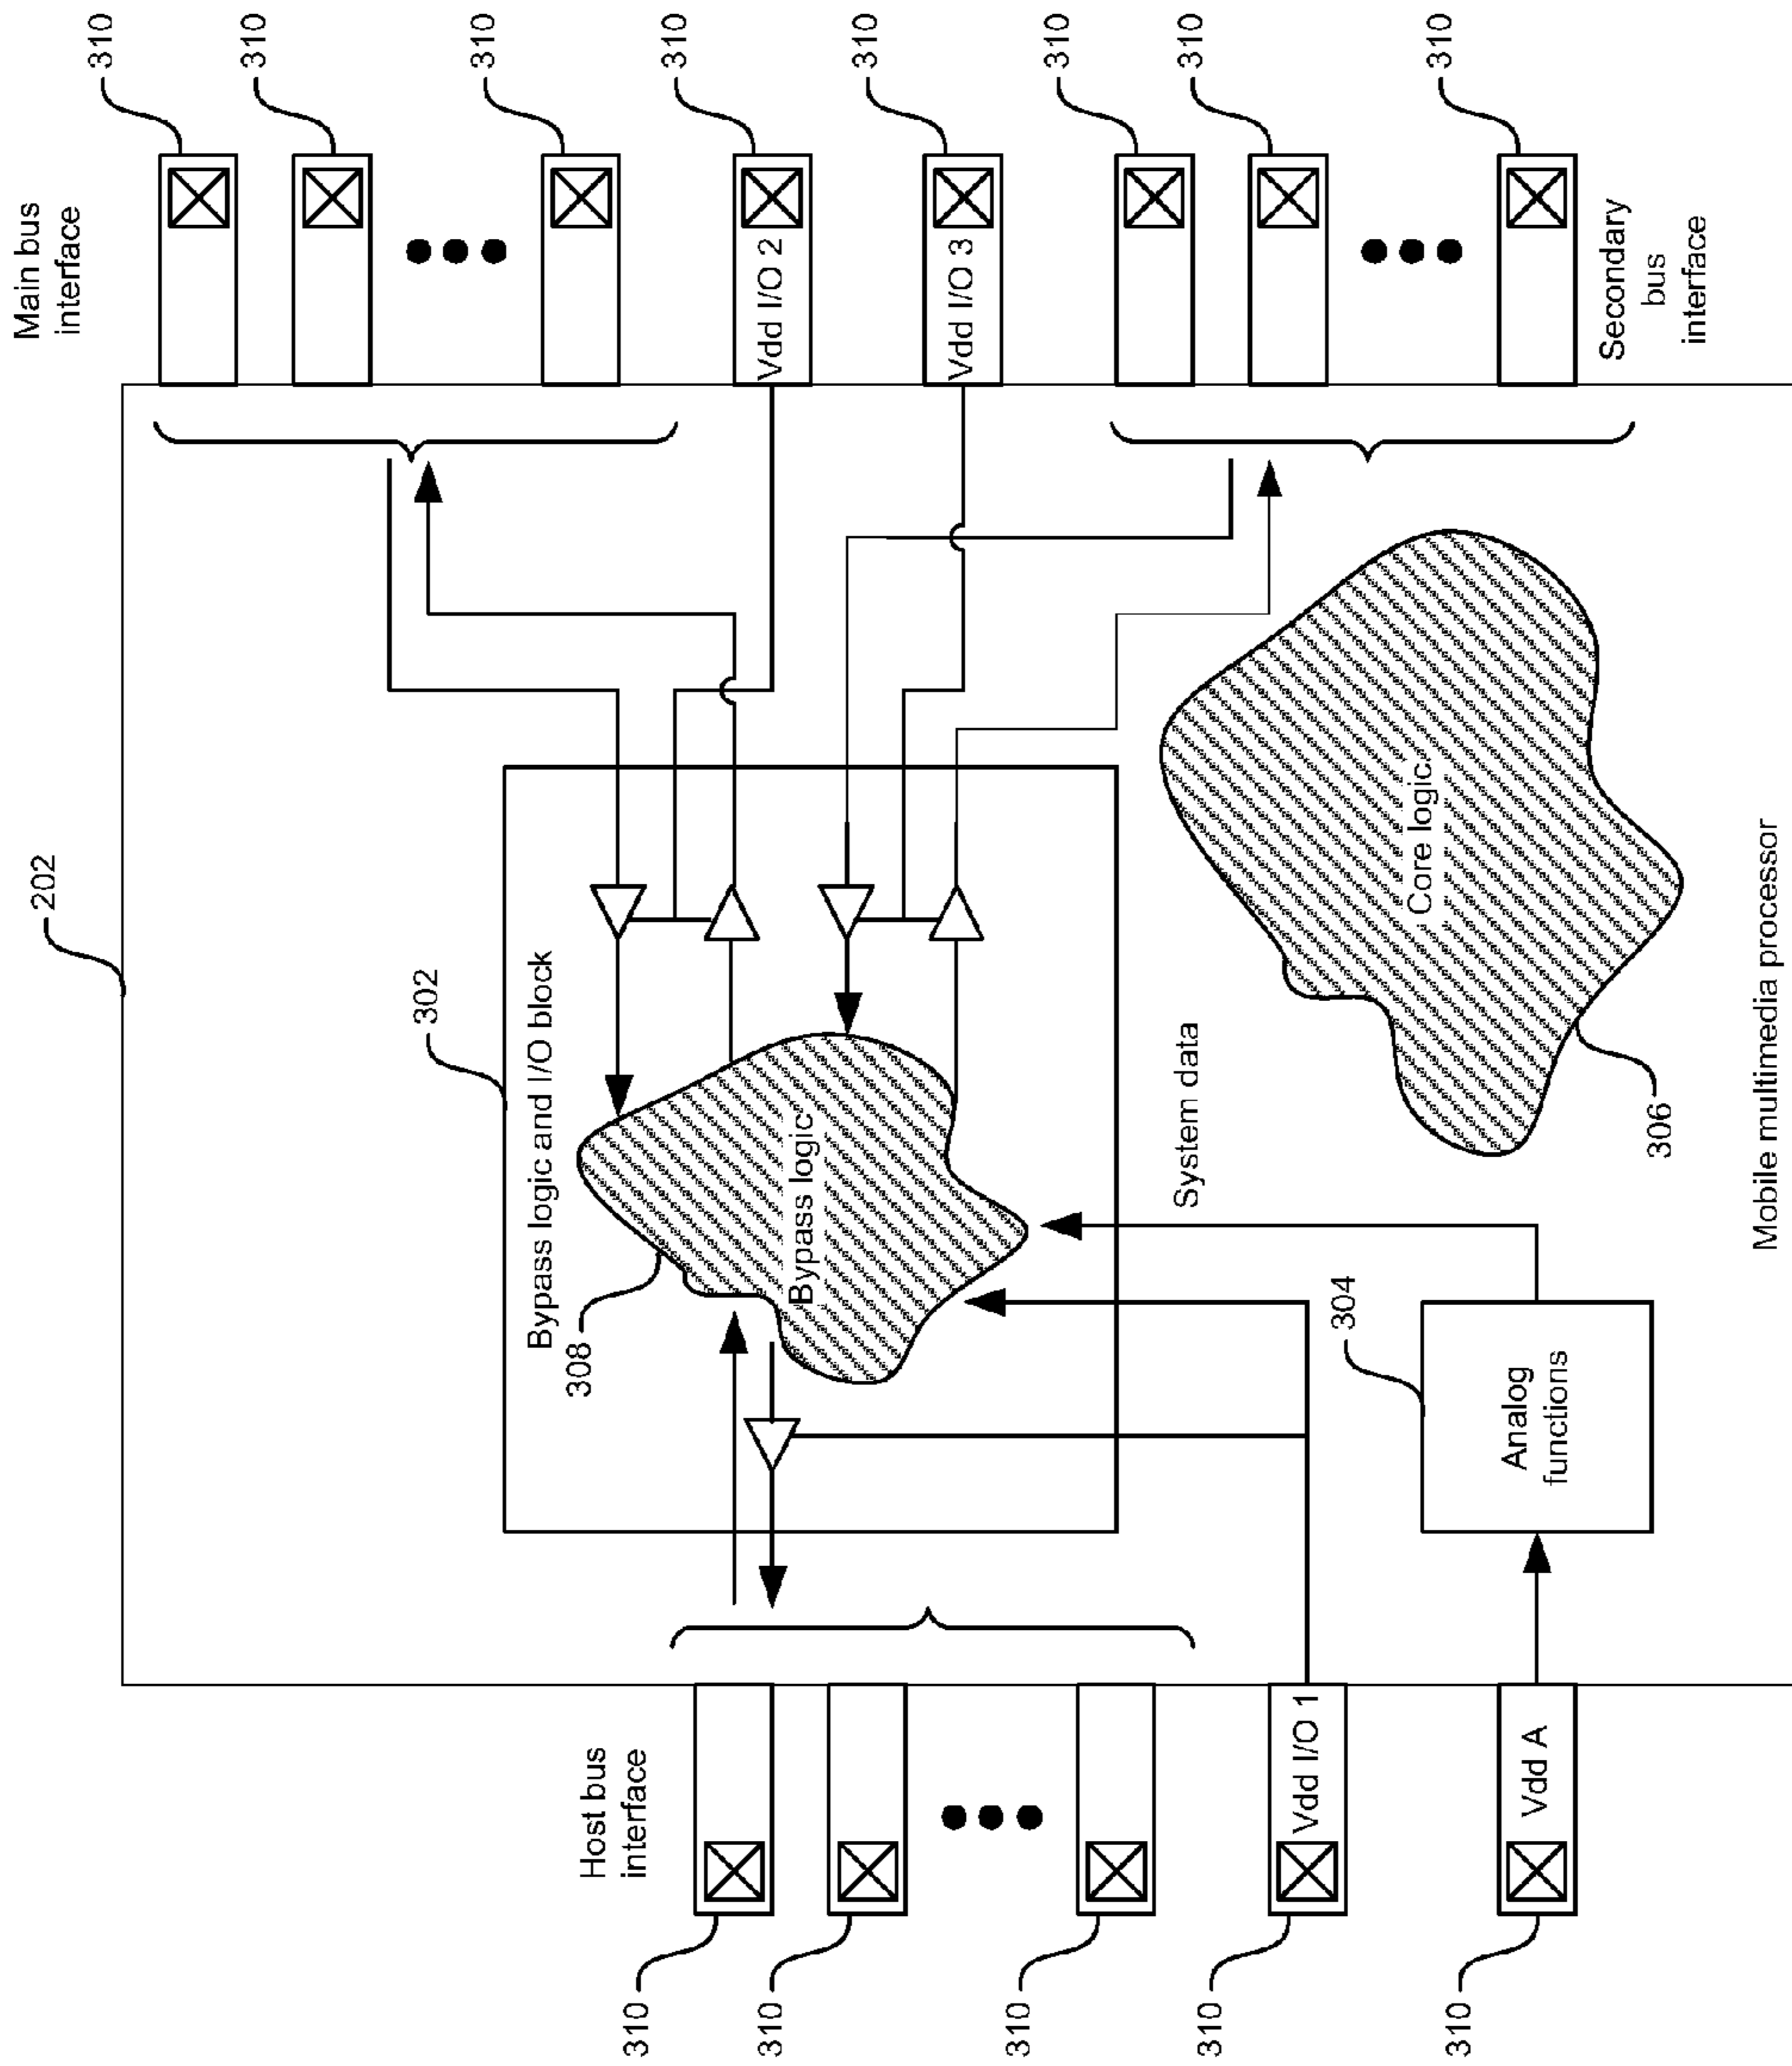 202
Main bus
interface
310
310
310
310
310
310
310
310
Vdd I/O 2
Vdd I/O 3
Secondary
bus
interface
302
Bypass logic and I/O block
308
Bypass logic
System data
Core logic
306
304
Analog
functions
Mobile multimedia processor
Host bus
interface
Vdd I/O 1
Vdd A
310
310
310
310
310